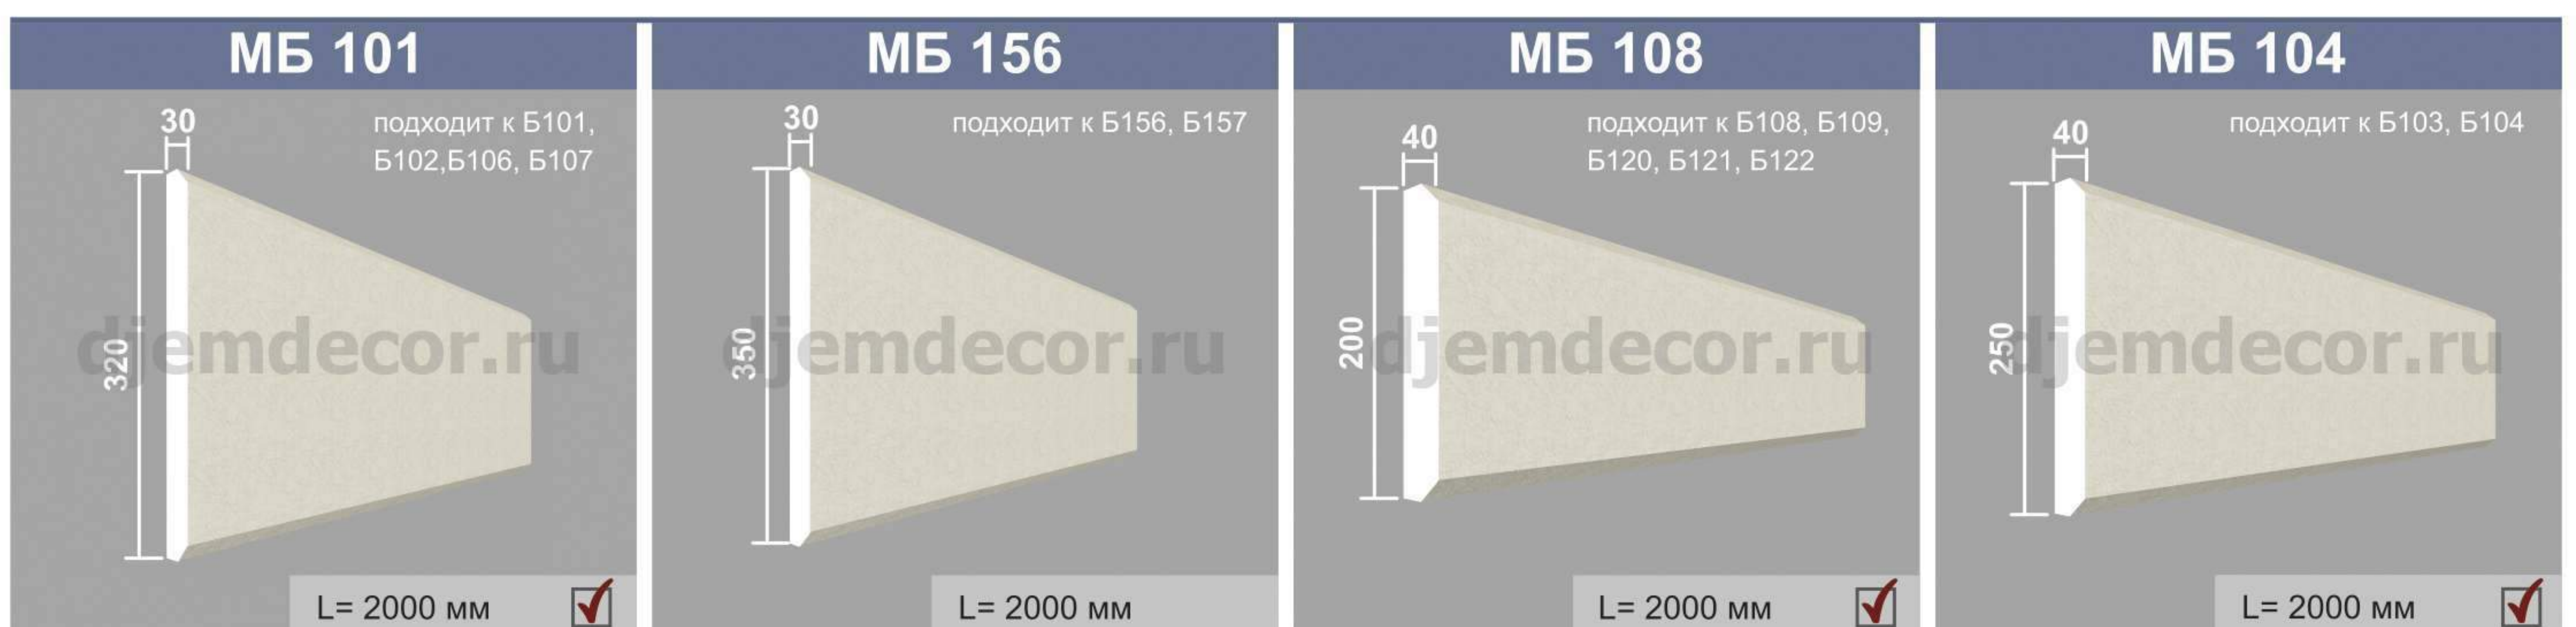 МБ 101
30
подходит к Б101,
Б102,Б106, Б107
320
djemdecor.ru
L= 2000 мм
МБ 156
30
подходит к Б156, Б157
350
djemdecor.ru
L= 2000 мм
МБ 108
40
подходит к Б108, Б109,
Б120, Б121, Б122
200
djemdecor.ru
L= 2000 мм
МБ 104
40
подходит к Б103, Б104
250
djemdecor.ru
L= 2000 мм